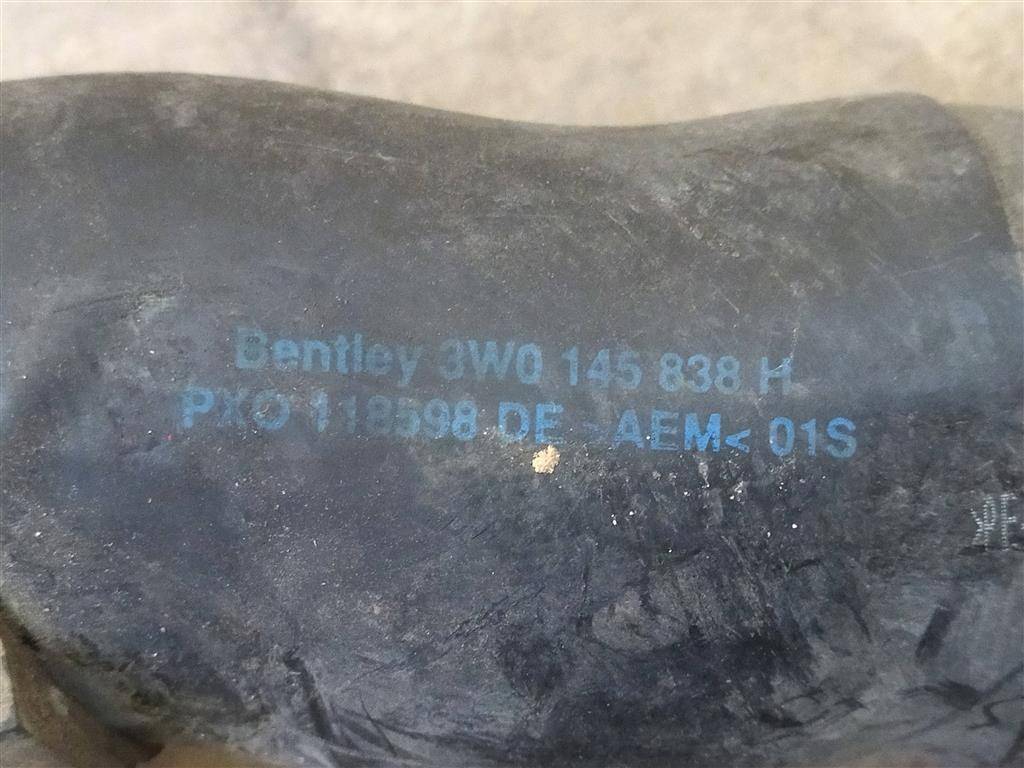 Bentley 3W0 145 838 H
PXO 118598 DE >AEM< 01S